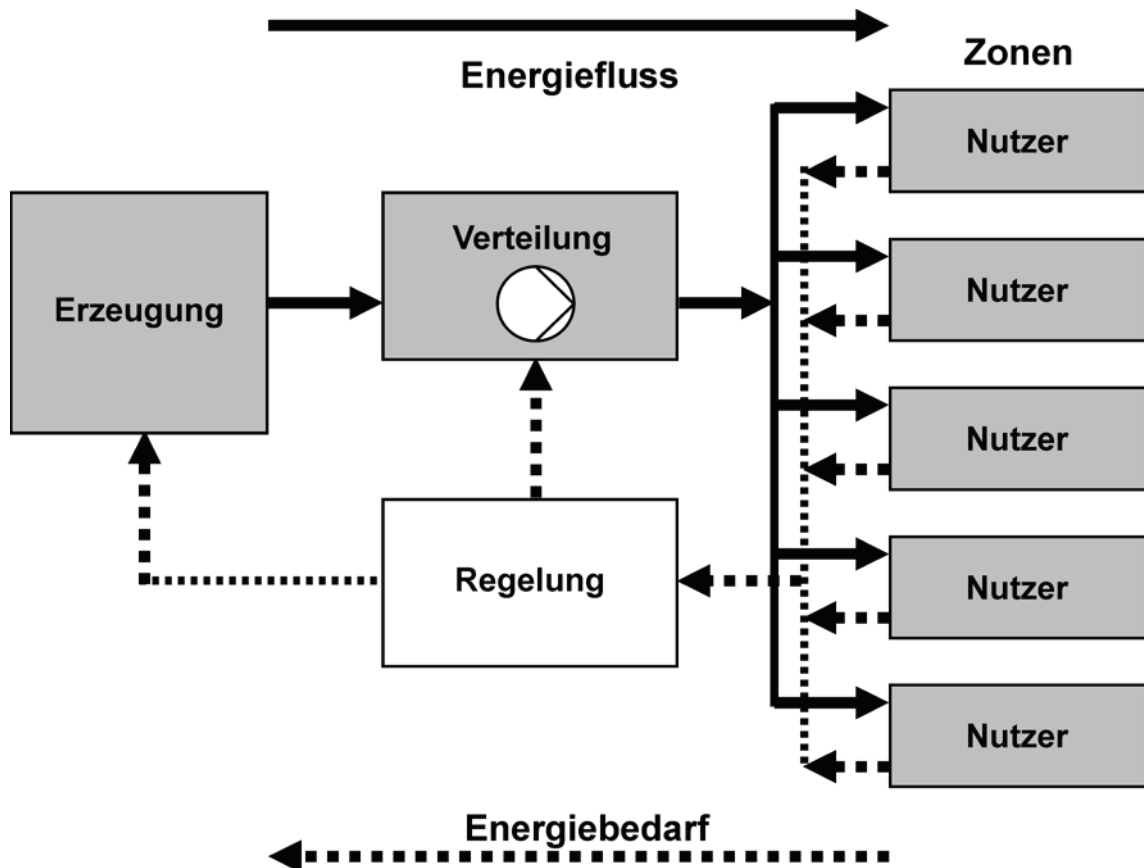 Energiefluss
Zonen
Nutzer
Erzeugung
Verteilung
Nutzer
Nutzer
Regelung
Nutzer
Nutzer
Energiebedarf